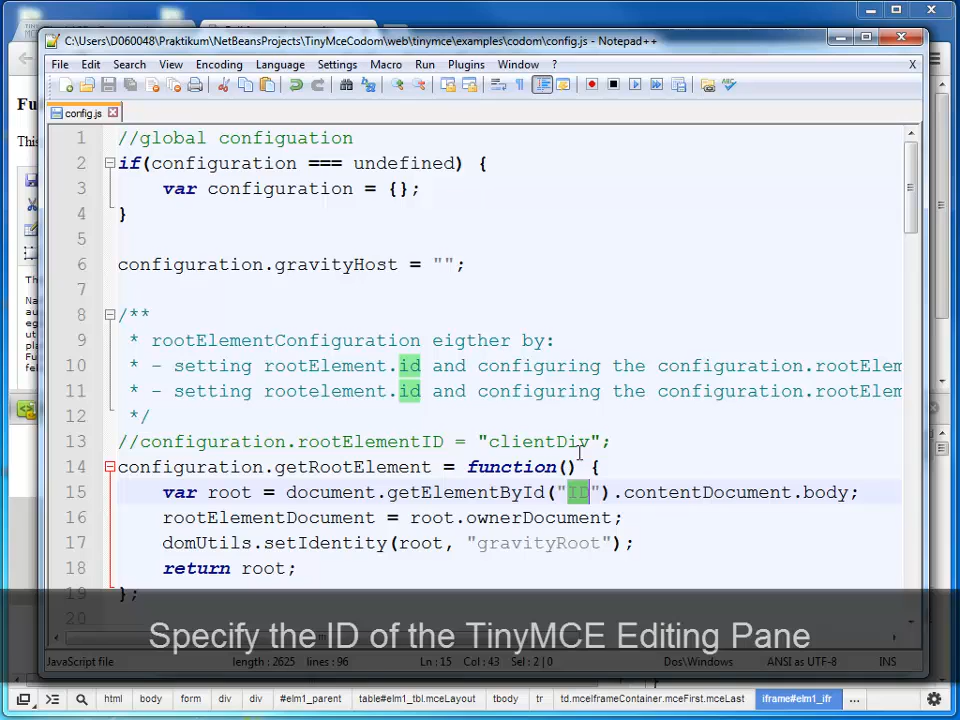 C:\Users\D060048\Praktikum\NetBeansProjects\TinyMceCodom\web\tinymce\examples\codom\config.js - Notepad++
File Edit Search View Encoding Language Settings Macro Run Plugins Window ? X
config.js
1 //global configuation
2 if(configuration === undefined) {
3 var configuration = {};
4 }
5
6 configuration.gravityHost = "";
7
8 /**
9 * rootElementConfiguration eigther by:
10 * - setting rootElement.id and configuring the configuration.rootElem
11 * - setting rootelement.id and configuring the configuration.rootElem
12 */
13 //configuration.rootElementID = "clientDiv";
14 configuration.getRootElement = function() {
15 var root = document.getElementById("ID").contentDocument.body;
16 rootElementDocument = root.ownerDocument;
17 domUtils.setIdentity(root, "gravityRoot");
18 return root;
19 };
20
Specify the ID of the TinyMCE Editing Pane
JavaScript file length : 2625 lines : 96 Ln : 15 Col : 43 Sel : 2 | 0 Dos\Windows ANSI as UTF-8 INS
html body form div div #elm1_parent table#elm1_tbl.mceLayout tbody tr td.mceIframeContainer.mceFirst.mceLast iframe#elm1_ifr ...